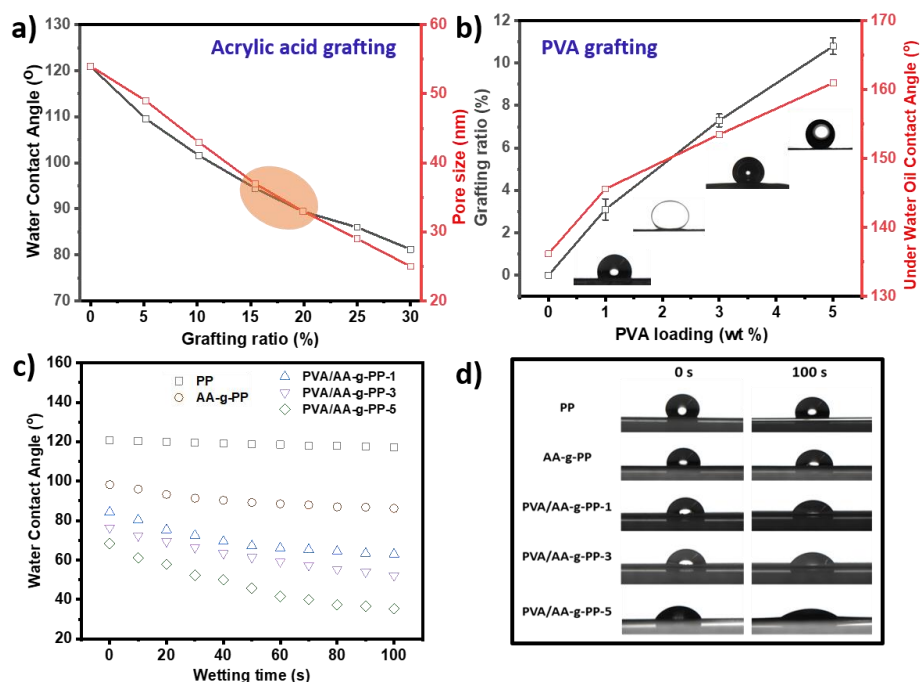 a)
Acrylic acid grafting
Water Contact Angle (°)
130
120
110
100
90
80
70
0 5 10 15 20 25 30
Grafting ratio (%)
60
50
40
30
20
Pore size (nm)
b)
PVA grafting
Grafting ratio (%)
12
10
8
6
4
2
0
0 1 2 3 4 5
PVA loading (wt %)
170
160
150
140
130
Under Water Oil Contact Angle (°)
c)
Water Contact Angle (°)
160
140
120
100
80
60
40
20
PP
AA-g-PP
PVA/AA-g-PP-1
PVA/AA-g-PP-3
PVA/AA-g-PP-5
0 20 40 60 80 100
Wetting time (s)
d)
0 s 100 s
PP
AA-g-PP
PVA/AA-g-PP-1
PVA/AA-g-PP-3
PVA/AA-g-PP-5